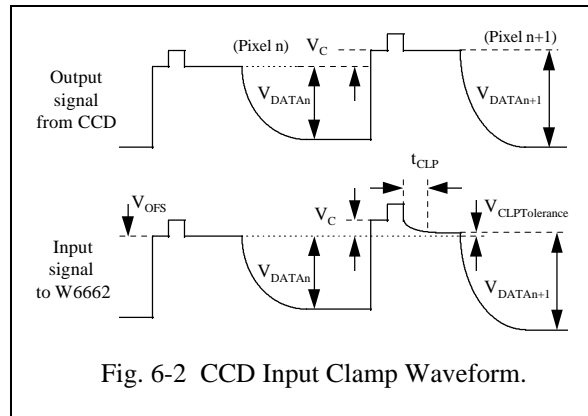 (Pixel n)
V_C
(Pixel n+1)
Output
signal
from CCD
V_DATAn
V_DATAn+1
t_CLP
V_OFS
V_C
V_CLPTolerance
Input
signal
to W6662
V_DATAn
V_DATAn+1
Fig. 6-2 CCD Input Clamp Waveform.